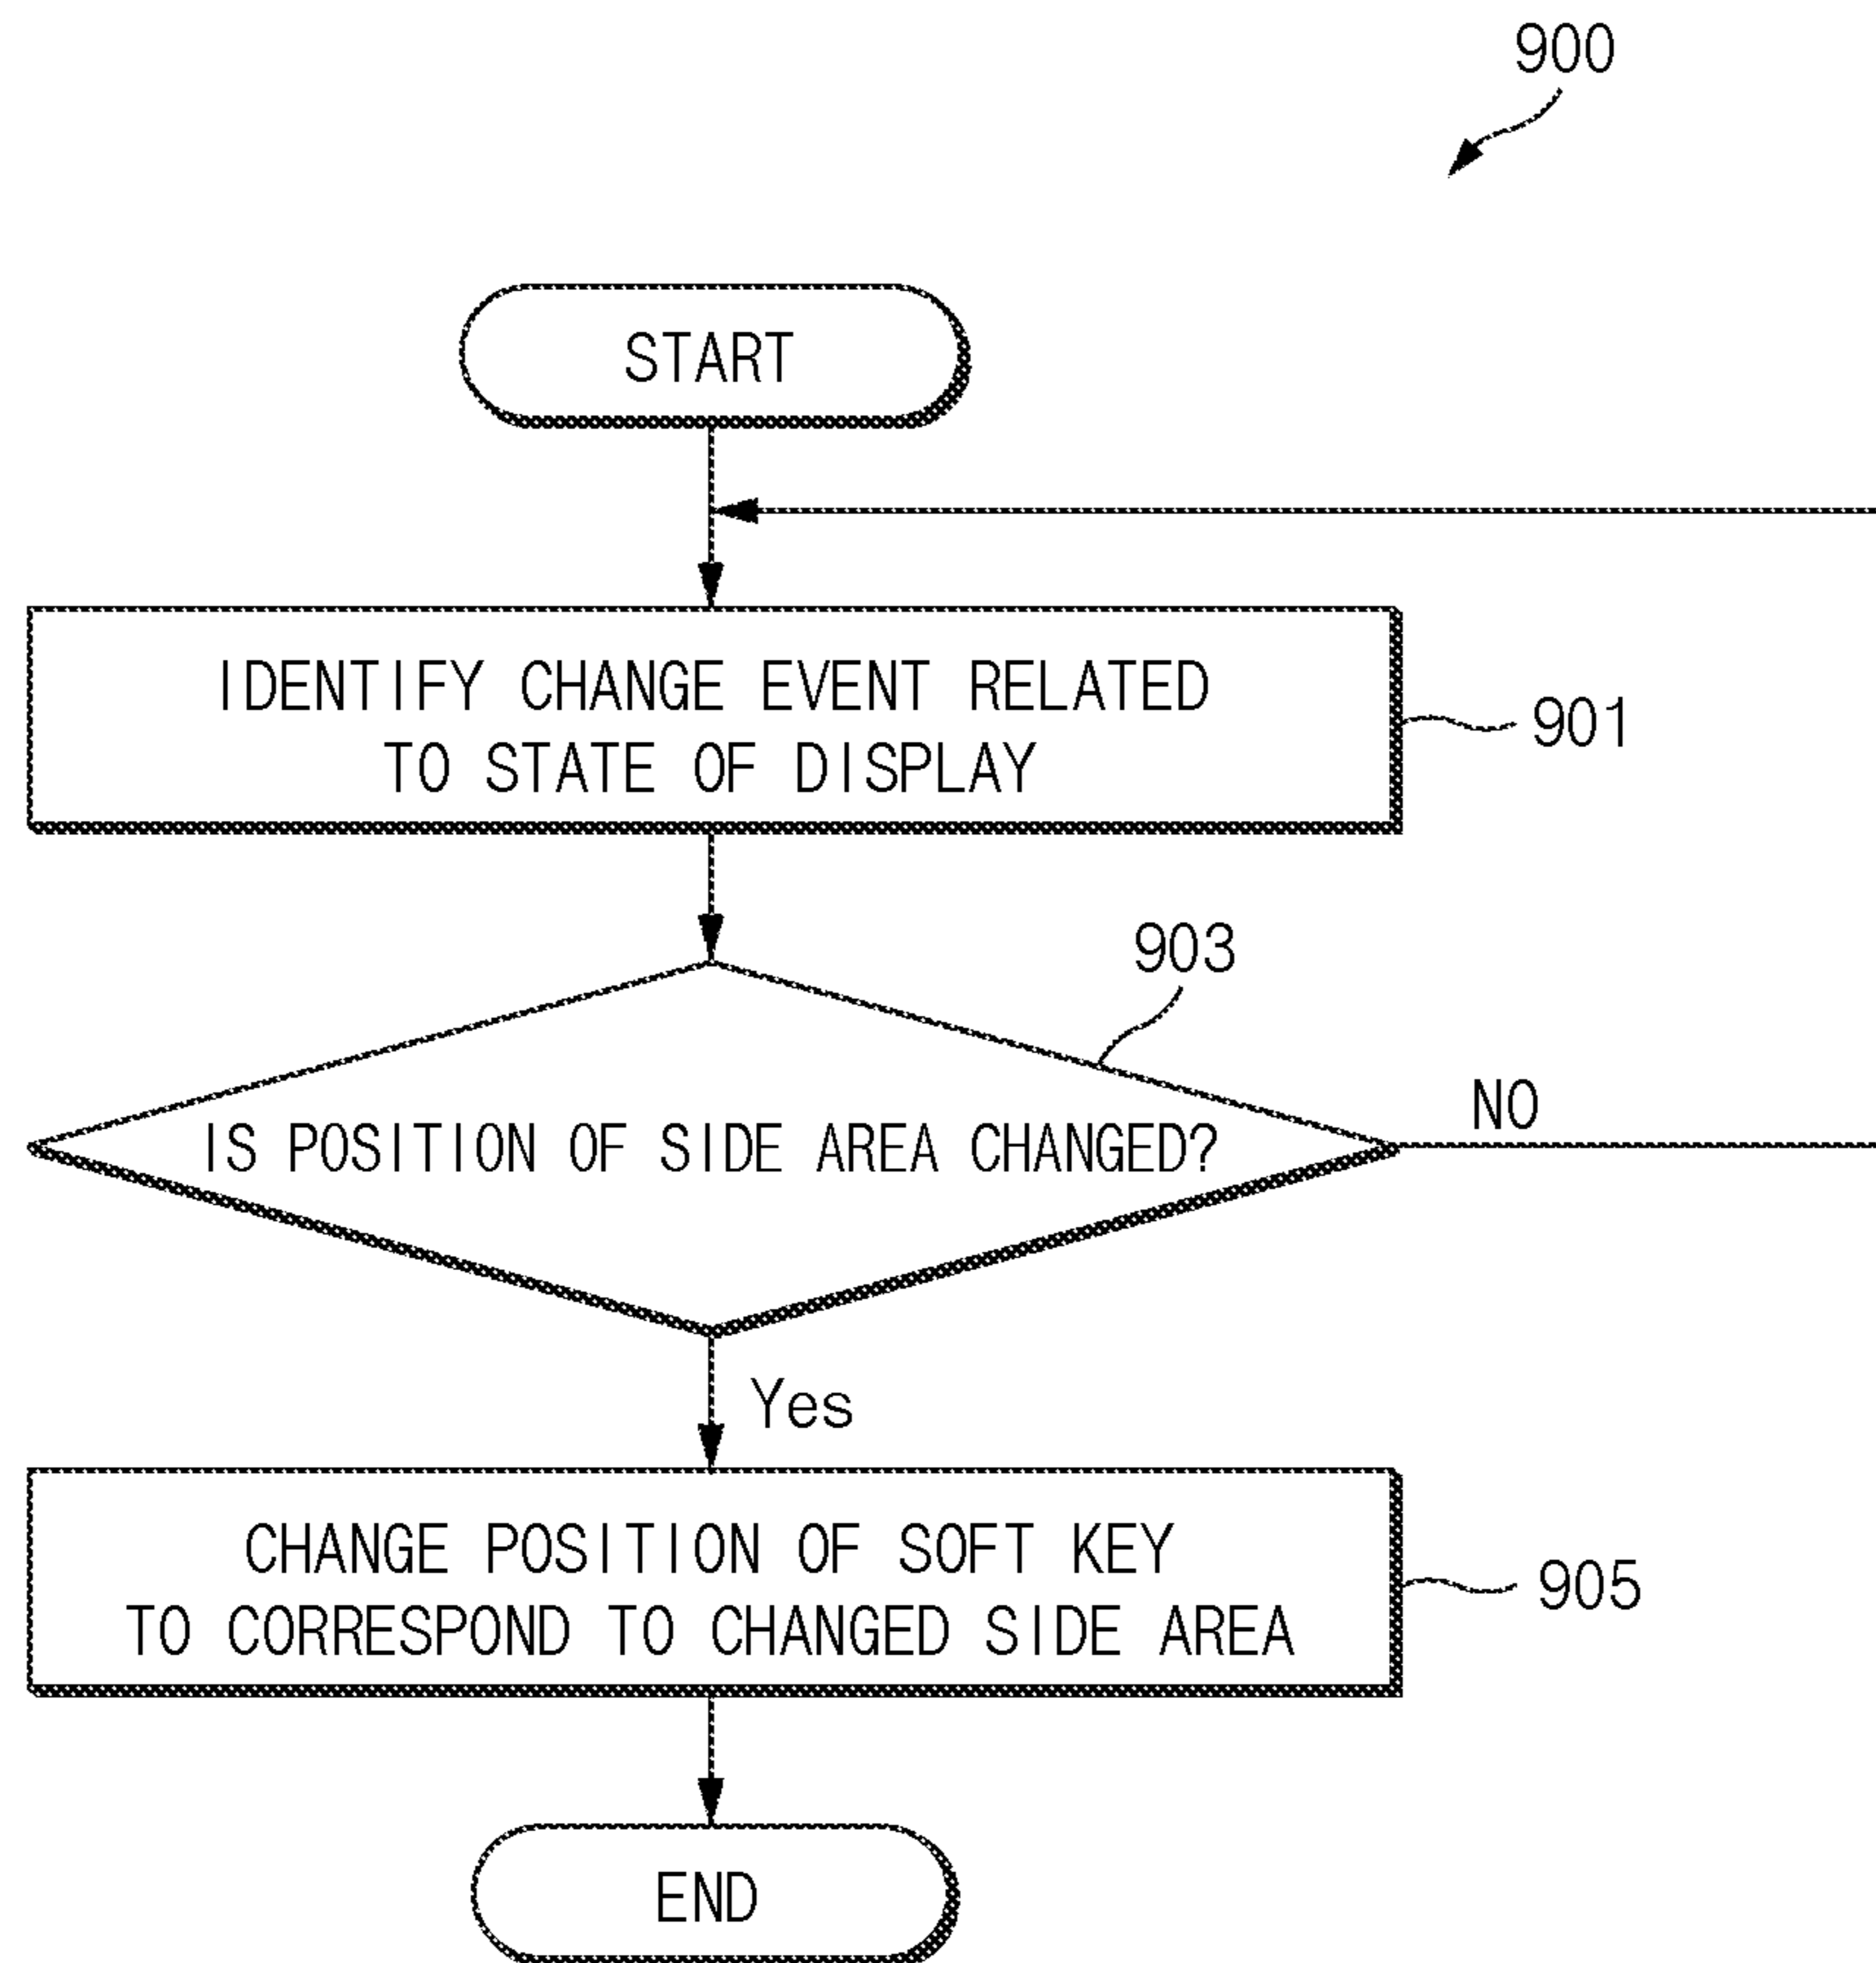 900
START
IDENTIFY CHANGE EVENT RELATED
TO STATE OF DISPLAY
901
903
IS POSITION OF SIDE AREA CHANGED?
NO
Yes
CHANGE POSITION OF SOFT KEY
TO CORRESPOND TO CHANGED SIDE AREA
905
END